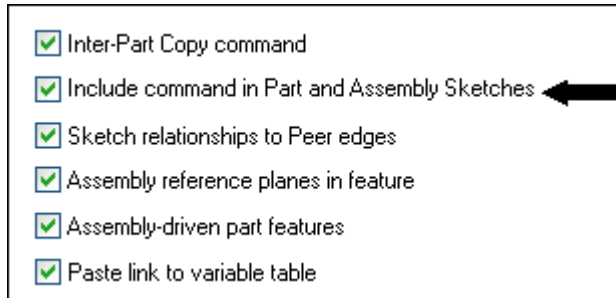 Inter-Part Copy command
Include command in Part and Assembly Sketches
Sketch relationships to Peer edges
Assembly reference planes in feature
Assembly-driven part features
Paste link to variable table